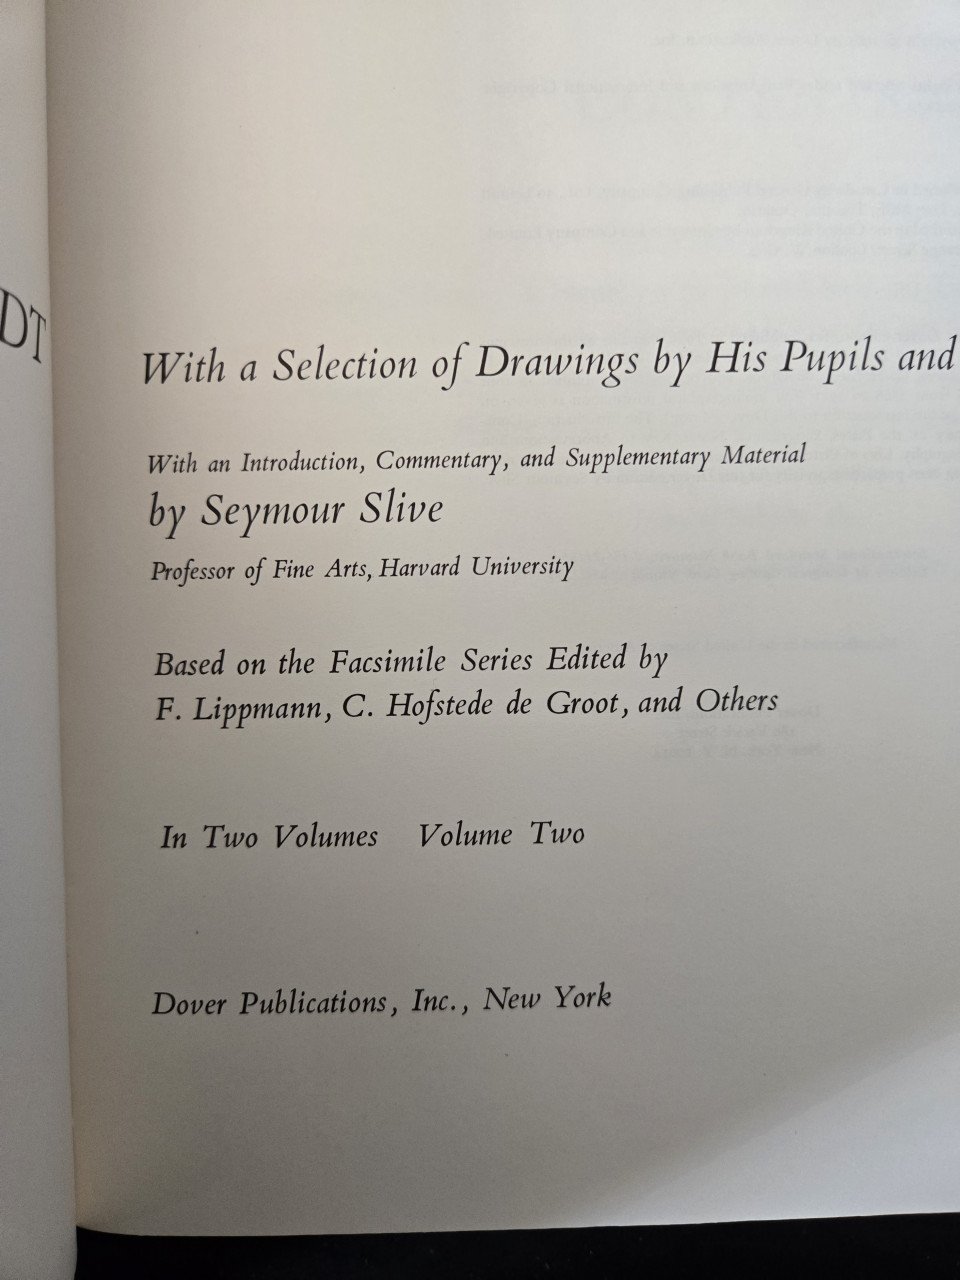 DT
With a Selection of Drawings by His Pupils and
With an Introduction, Commentary, and Supplementary Material
by Seymour Slive
Professor of Fine Arts, Harvard University
Based on the Facsimile Series Edited by
F. Lippmann, C. Hofstede de Groot, and Others
In Two Volumes Volume Two
Dover Publications, Inc., New York